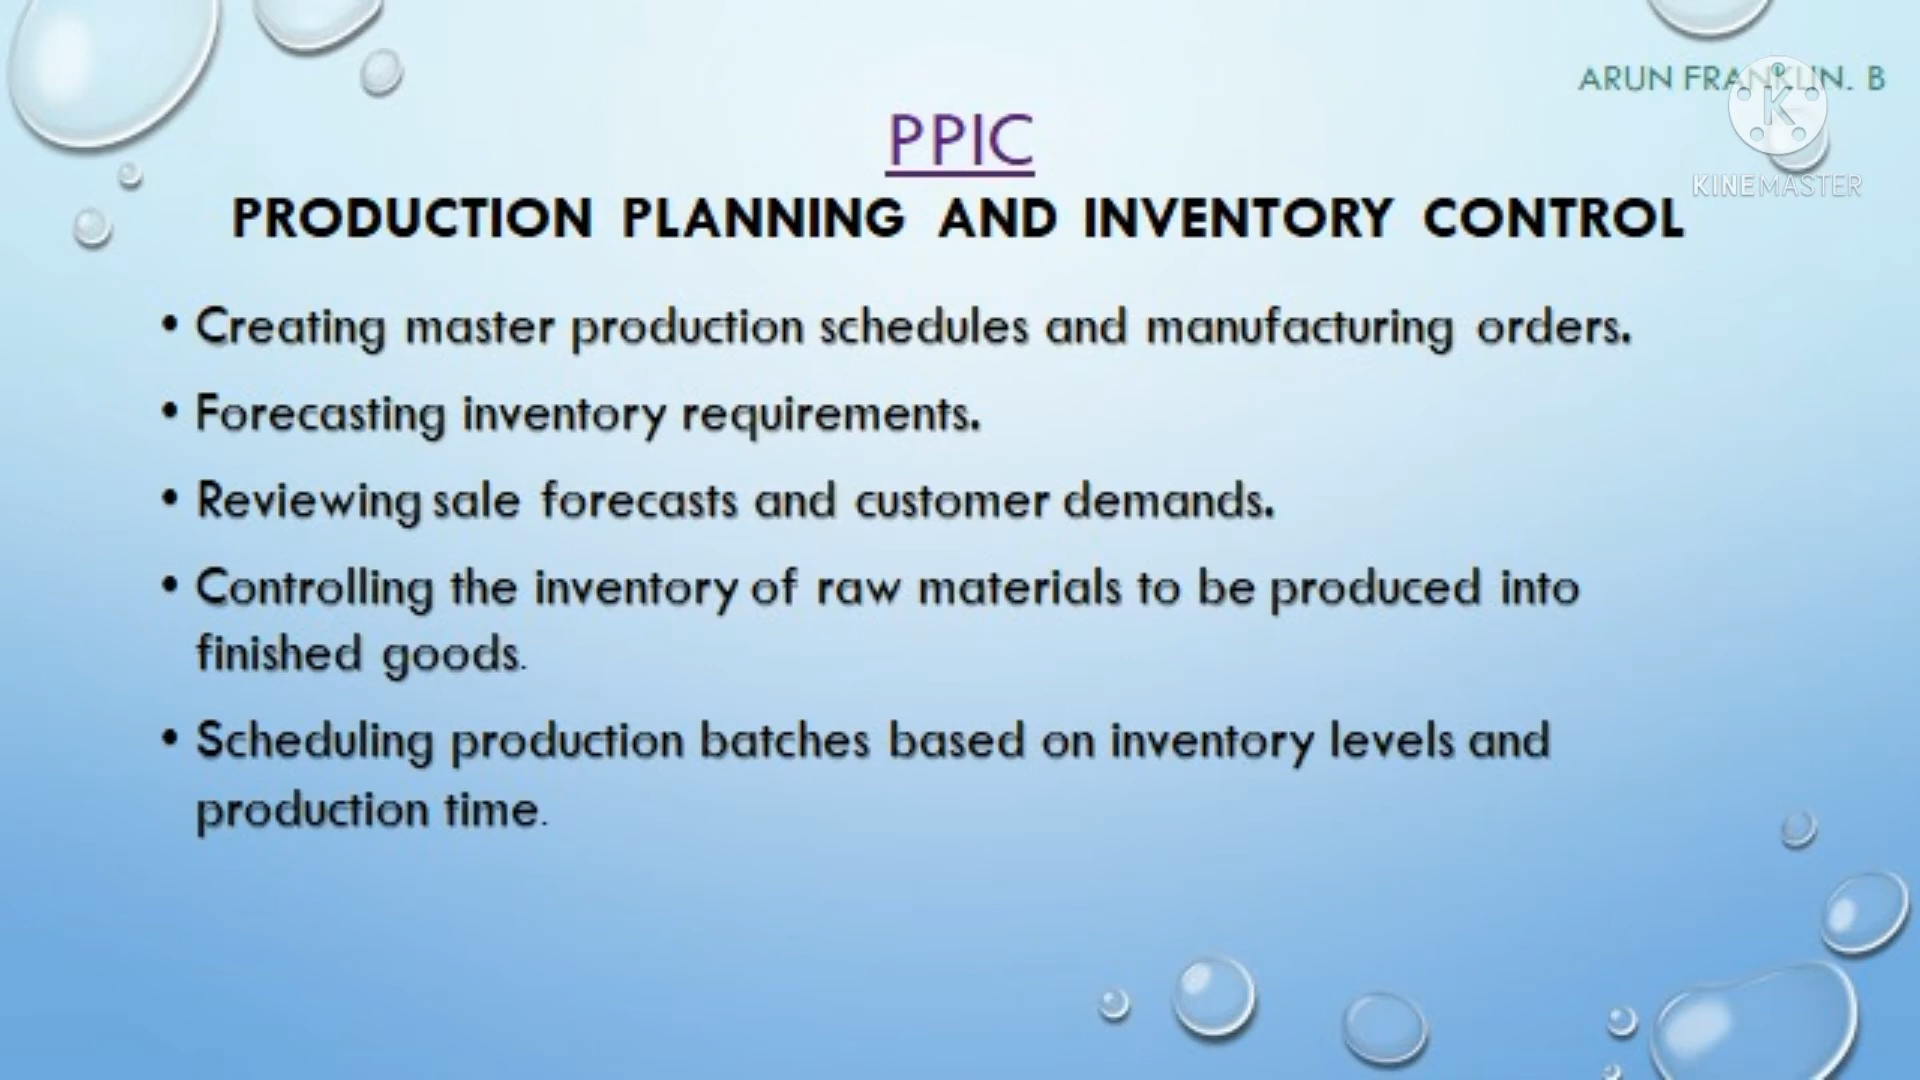 ARUN FRANKLIN. B
K
KINEMASTER
PPIC
PRODUCTION PLANNING AND INVENTORY CONTROL
• Creating master production schedules and manufacturing orders.
• Forecasting inventory requirements.
• Reviewing sale forecasts and customer demands.
• Controlling the inventory of raw materials to be produced into
finished goods.
• Scheduling production batches based on inventory levels and
production time.